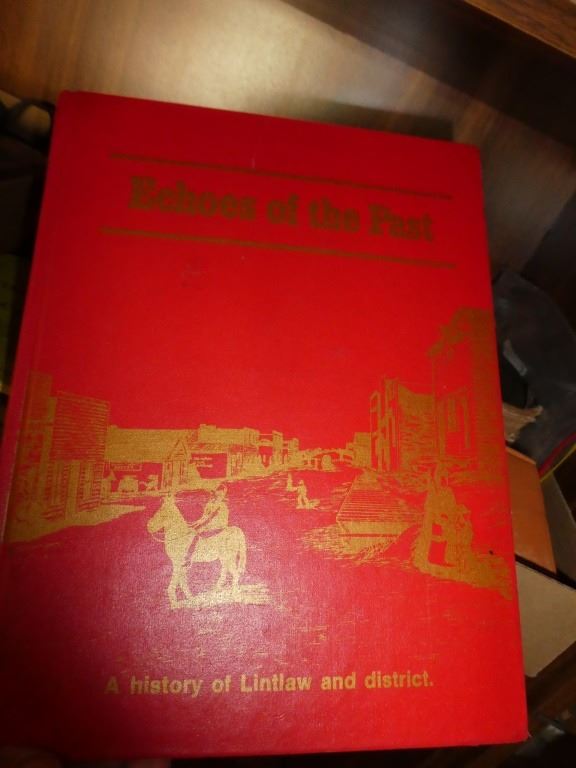 Echoes of the Past
A history of Lintlaw and district.